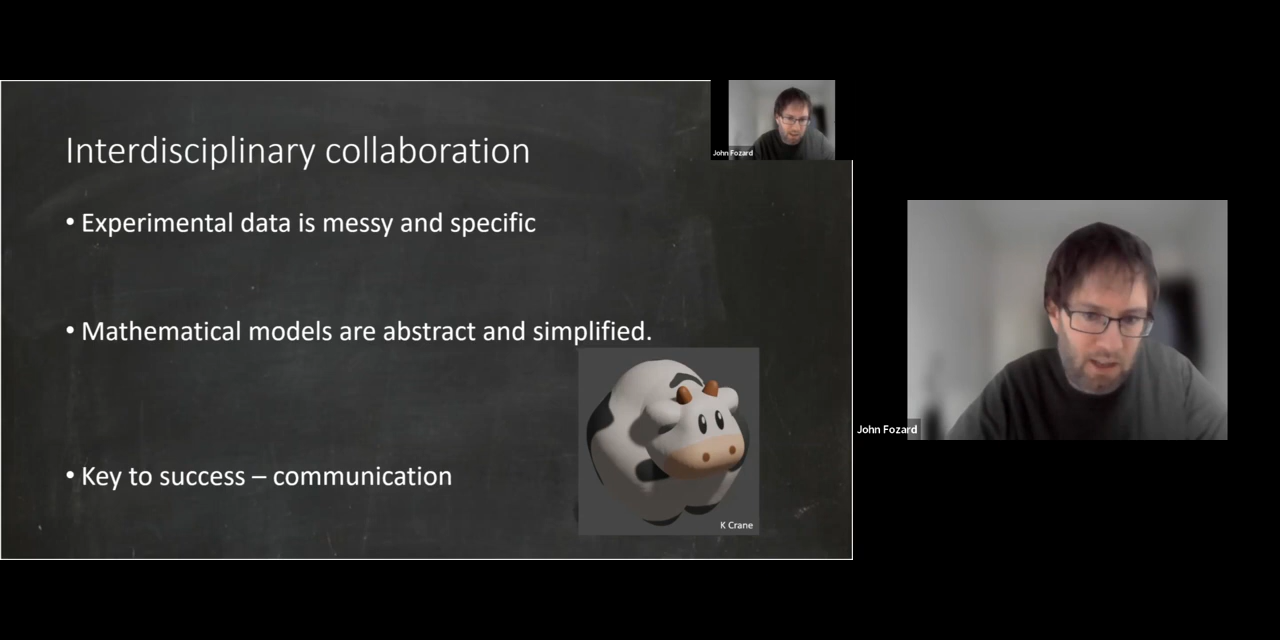 John Fozard
Interdisciplinary collaboration
• Experimental data is messy and specific
• Mathematical models are abstract and simplified.
• Key to success – communication
K Crane
John Fozard